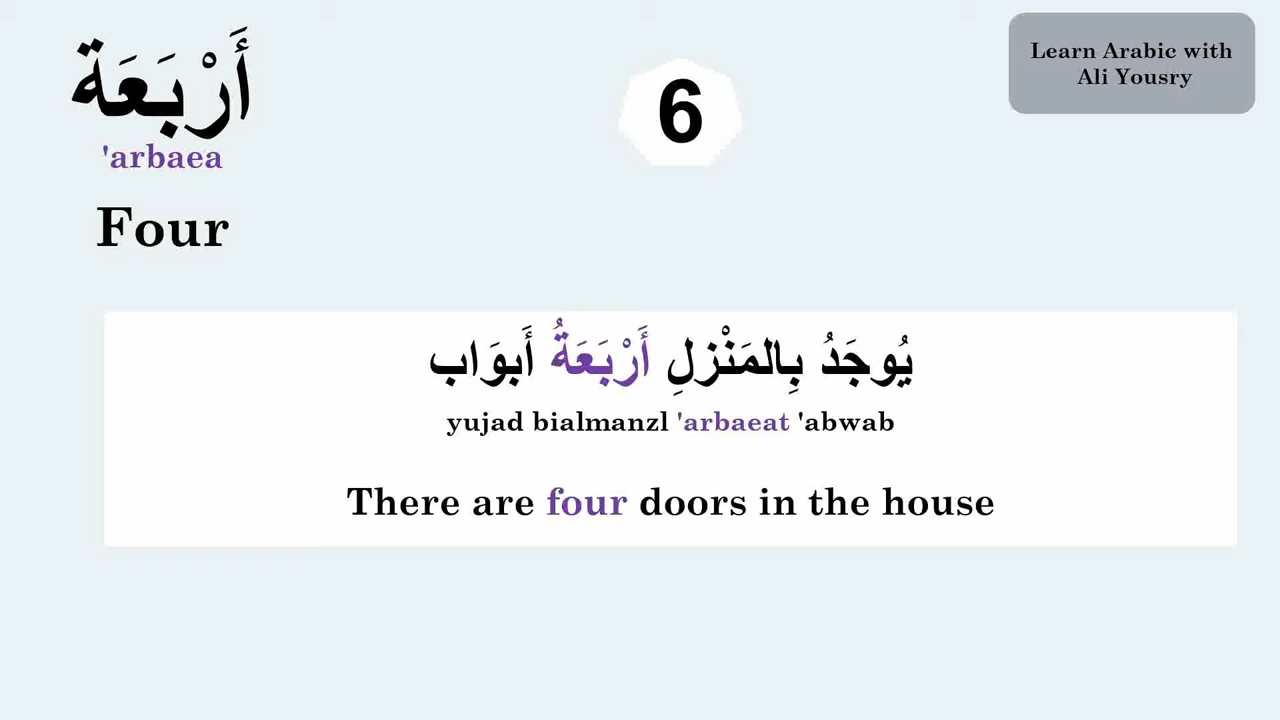 أَرْبَعَة
'arbaea
Four
6
Learn Arabic with
Ali Yousry
يُوجَدُ بِالمَنْزلِ أَرْبَعَةُ أَبوَاب
yujad bialmanzl 'arbaeat 'abwab
There are four doors in the house